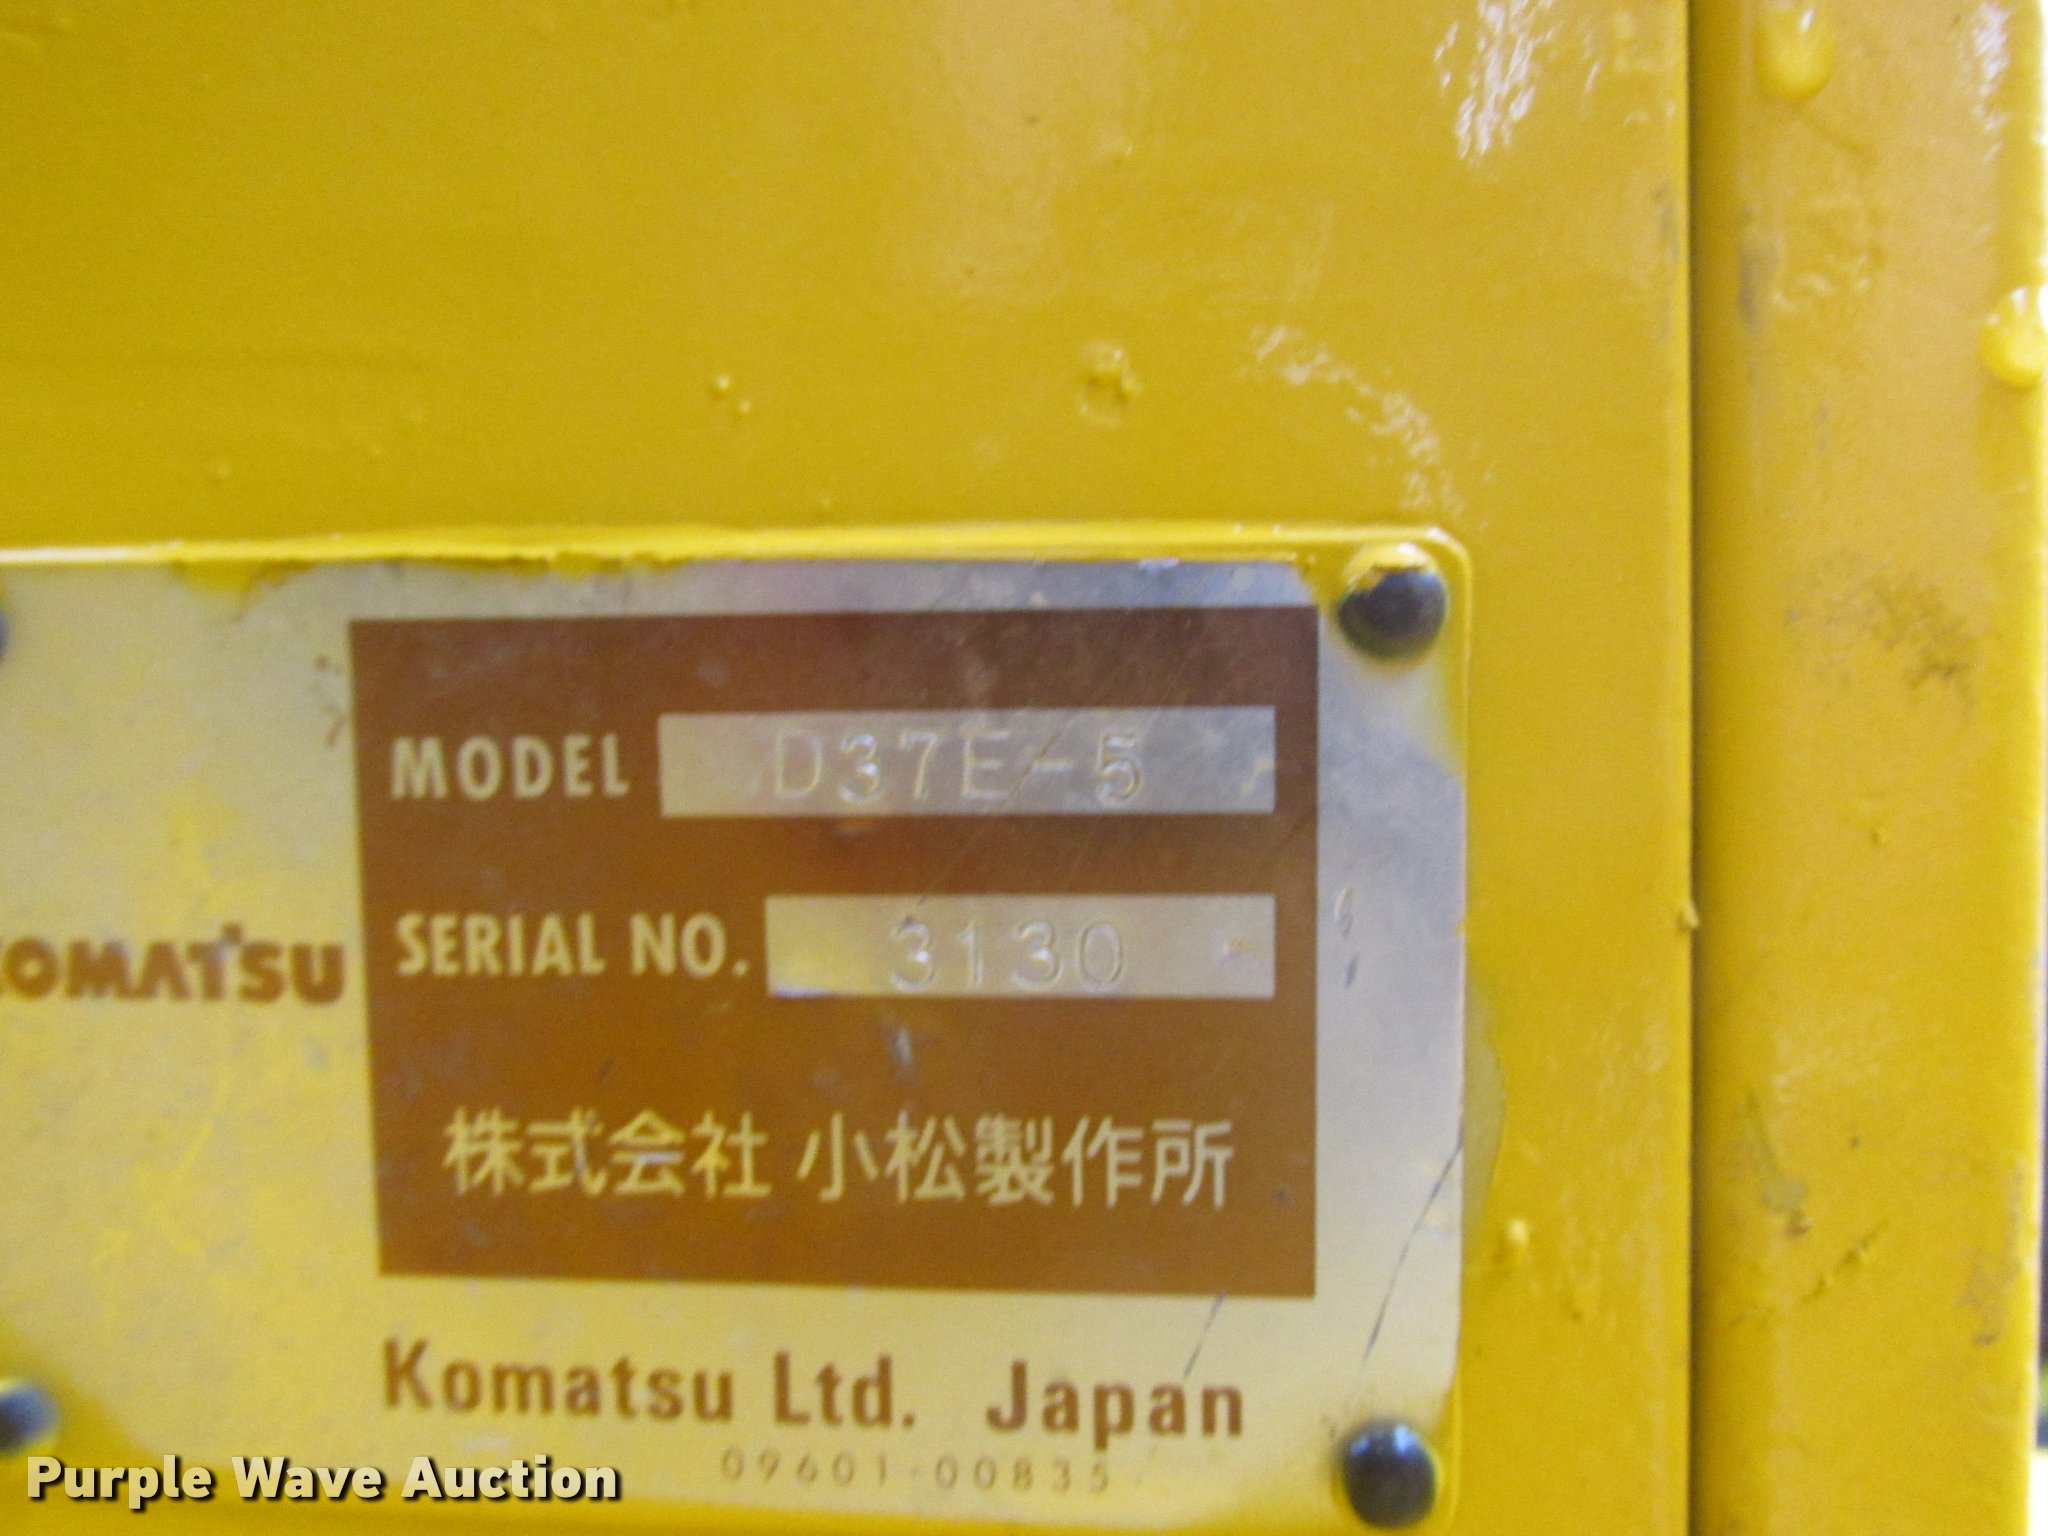 MODEL D37E-5
SERIAL NO. 3130
KOMATSU
株式会社 小松製作所
Komatsu Ltd. Japan
09601-00835
Purple Wave Auction